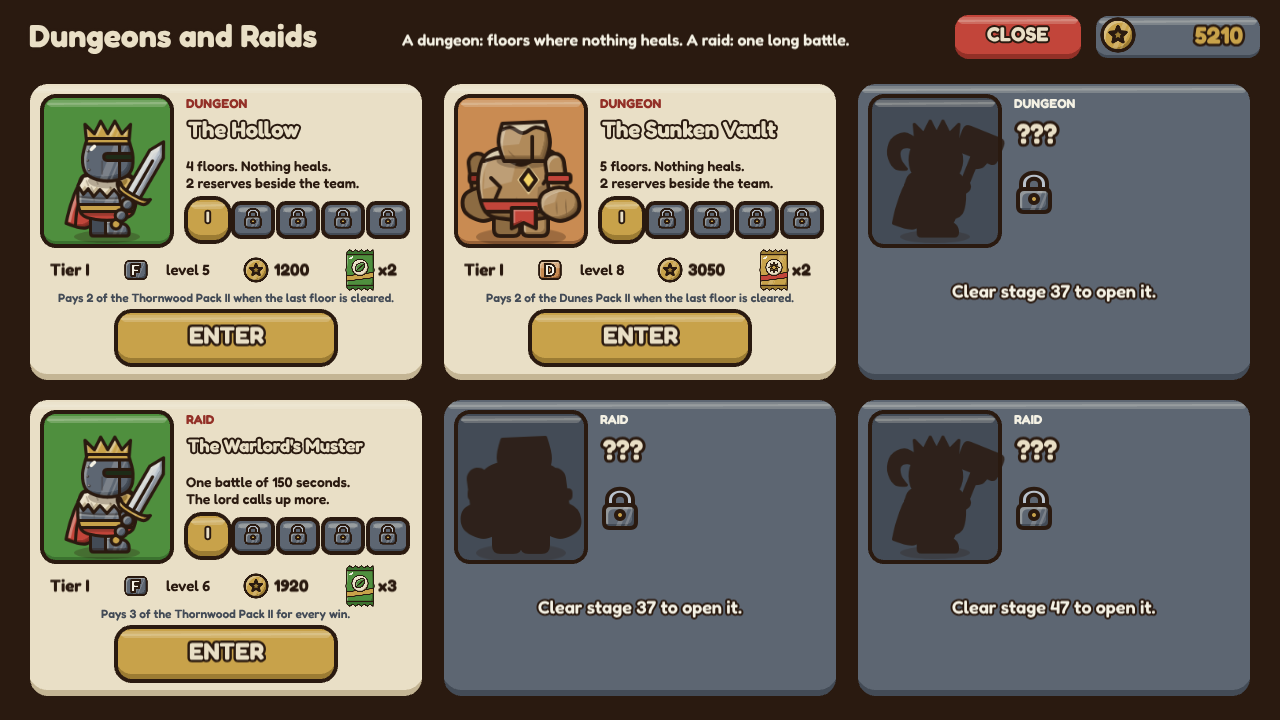 Dungeons and Raids
A dungeon: floors where nothing heals. A raid: one long battle.
CLOSE
5210
DUNGEON
The Hollow
4 floors. Nothing heals.
2 reserves beside the team.
I
Tier I
F
level 5
1200
x2
Pays 2 of the Thornwood Pack II when the last floor is cleared.
ENTER
DUNGEON
The Sunken Vault
5 floors. Nothing heals.
2 reserves beside the team.
I
Tier I
D
level 8
3050
x2
Pays 2 of the Dunes Pack II when the last floor is cleared.
ENTER
DUNGEON
???
Clear stage 37 to open it.
RAID
The Warlord's Muster
One battle of 150 seconds.
The lord calls up more.
I
Tier I
F
level 6
1920
x3
Pays 3 of the Thornwood Pack II for every win.
ENTER
RAID
???
Clear stage 37 to open it.
RAID
???
Clear stage 47 to open it.